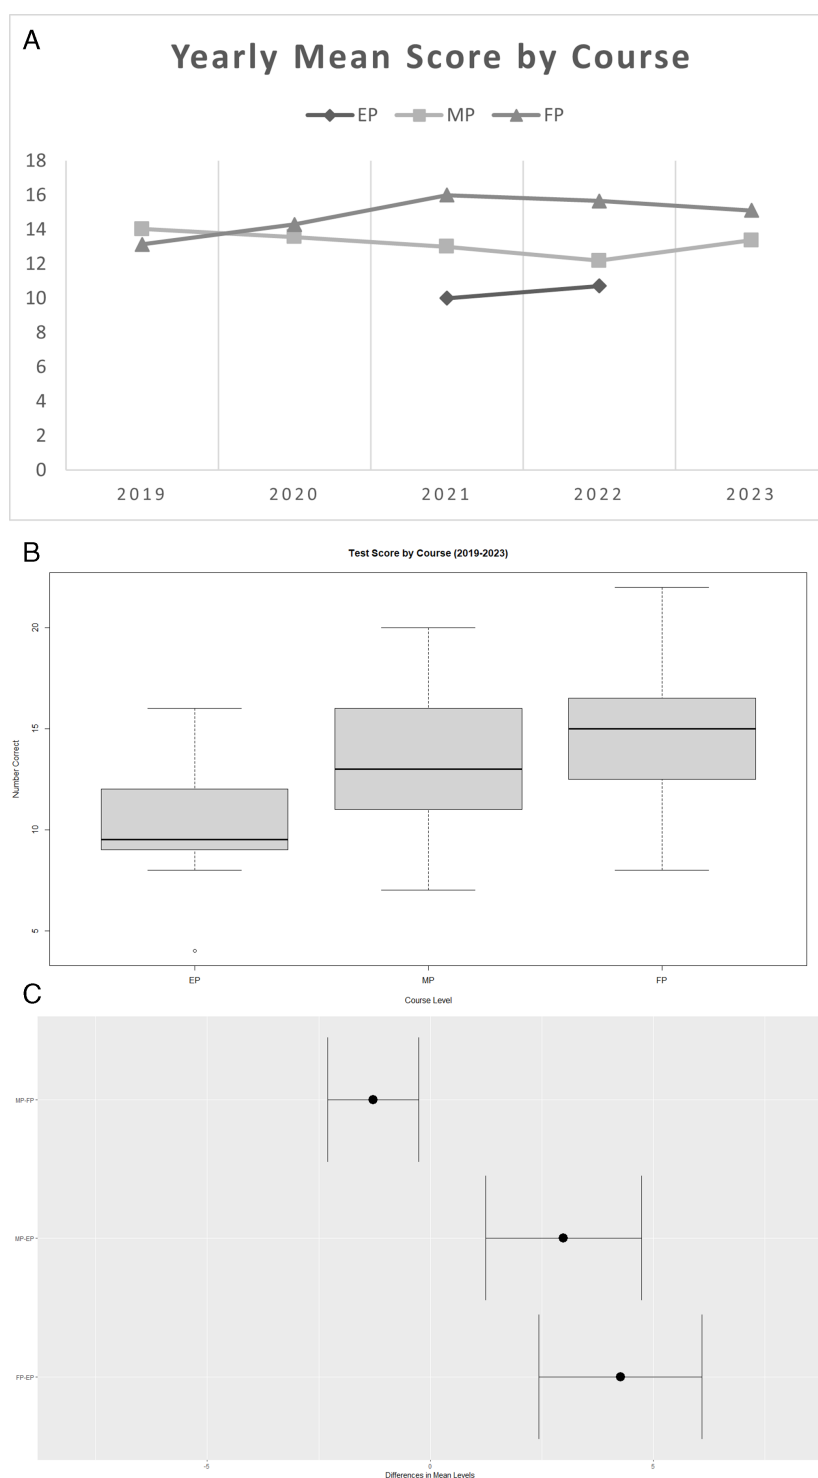 A
Yearly Mean Score by Course
EP MP FP
18
16
14
12
10
8
6
4
2
0
2019 2020 2021 2022 2023
B
Test Score by Course (2019-2023)
Number Correct
20
15
10
5
EP MP FP
Course Level
C
MP-FP
MP-EP
FP-EP
-5 0 5
Differences in Mean Levels